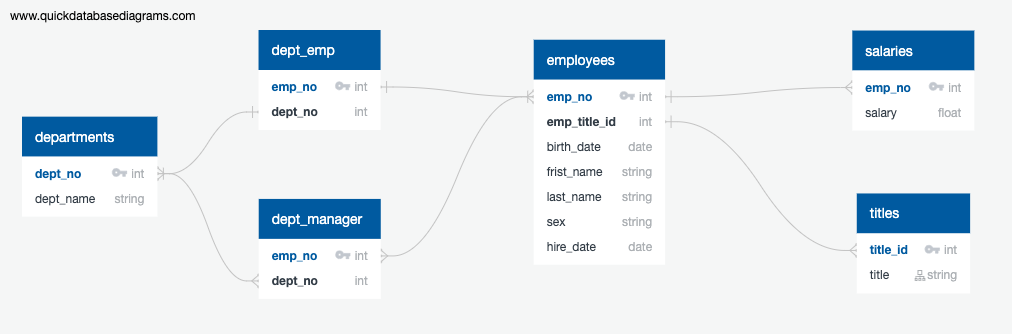 www.quickdatabasediagrams.com
departments
dept_no int
dept_name string
dept_emp
emp_no int
dept_no int
dept_manager
emp_no int
dept_no int
employees
emp_no int
emp_title_id int
birth_date date
frist_name string
last_name string
sex string
hire_date date
salaries
emp_no int
salary float
titles
title_id int
title string